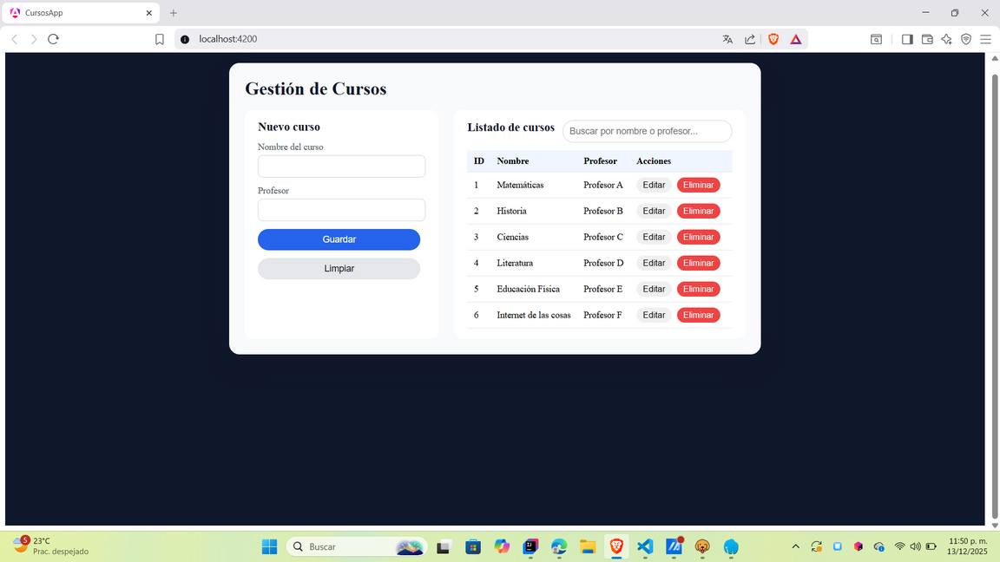 CursosApp
localhost:4200
Gestión de Cursos
Nuevo curso
Nombre del curso
Profesor
Guardar
Limpiar
Listado de cursos
Buscar por nombre o profesor...
ID Nombre Profesor Acciones
1 Matemáticas Profesor A Editar Eliminar
2 Historia Profesor B Editar Eliminar
3 Ciencias Profesor C Editar Eliminar
4 Literatura Profesor D Editar Eliminar
5 Educación Física Profesor E Editar Eliminar
6 Internet de las cosas Profesor F Editar Eliminar
5
23°C
Prac. despejado
Buscar
11:50 p. m.
13/12/2025